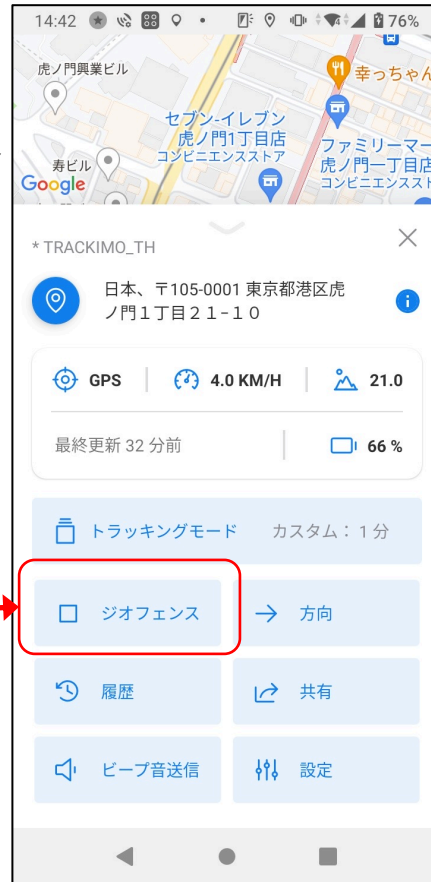 14:42
76%
虎ノ門興業ビル
幸っちゃん
セブン-イレブン
虎ノ門1丁目店
コンビニエンスストア
ファミリーマー
虎ノ門一丁目店
コンビニエンススト
寿ビル
Google
* TRACKIMO_TH
日本、〒105-0001 東京都港区虎
ノ門１丁目２１−１０
GPS
4.0 KM/H
21.0
最終更新 32 分前
66 %
トラッキングモード
カスタム：１分
ジオフェンス
方向
履歴
共有
ビープ音送信
設定